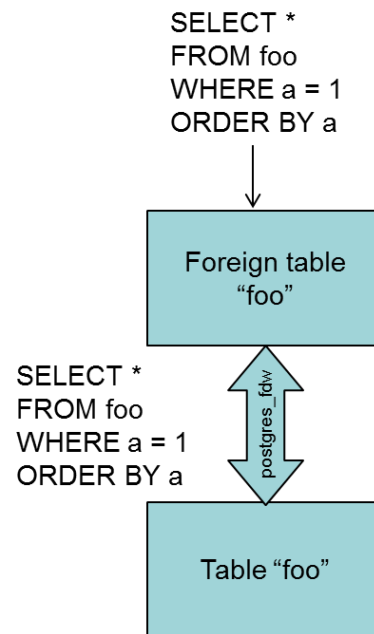 SELECT *
FROM foo
WHERE a = 1
ORDER BY a
Foreign table
“foo”
SELECT *
FROM foo
WHERE a = 1
ORDER BY a
postgres_fdw
Table “foo”